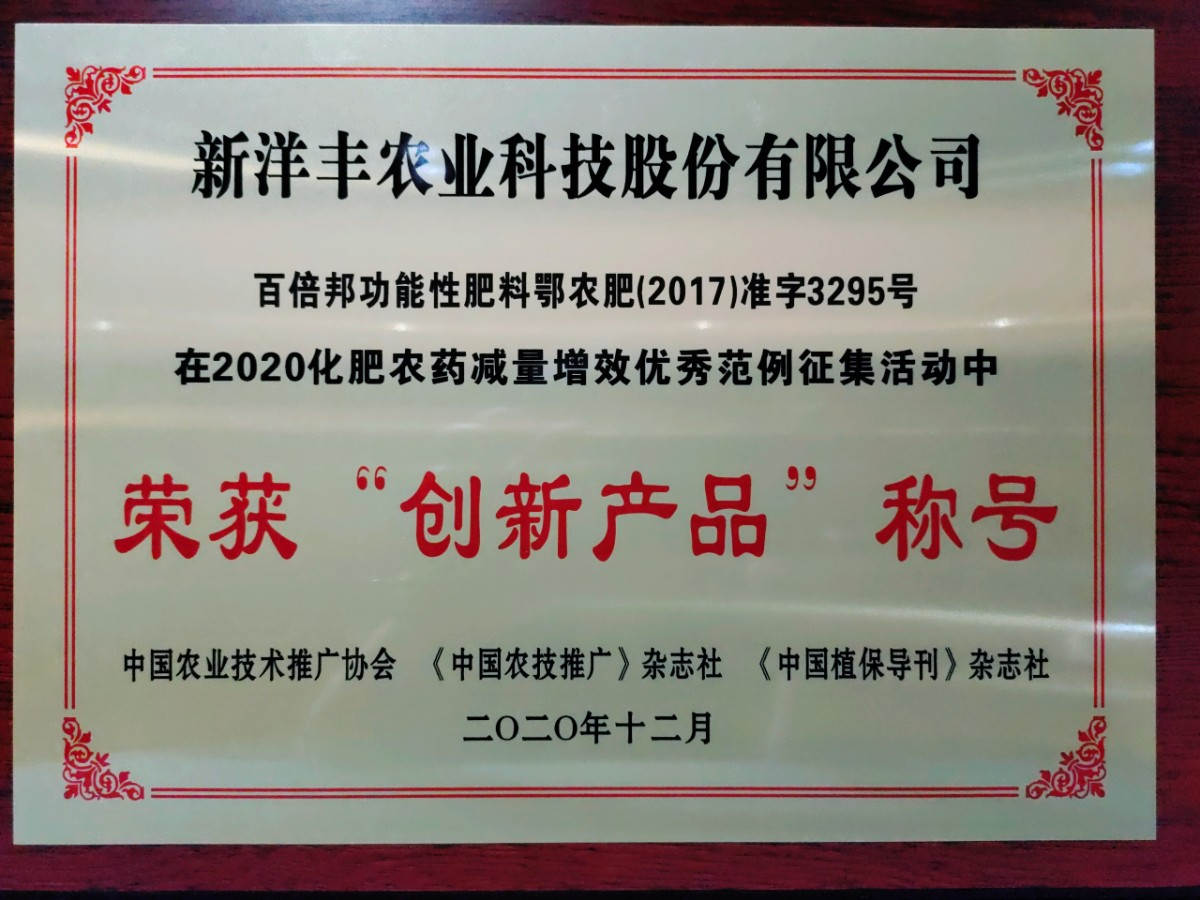 新洋丰农业科技股份有限公司
百倍邦功能性肥料鄂农肥(2017)准字3295号
在2020化肥农药减量增效优秀范例征集活动中
荣获“创新产品”称号
中国农业技术推广协会 《中国农技推广》杂志社 《中国植保导刊》杂志社
二〇二〇年十二月